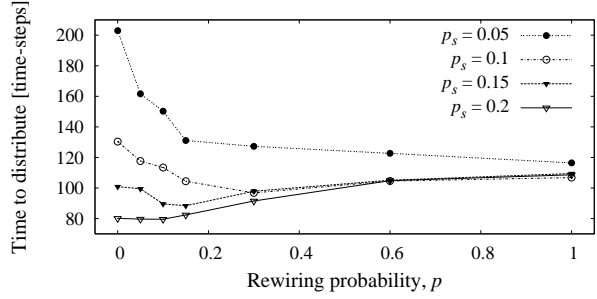 Time to distribute [time-steps]
200
180
160
140
120
100
80
p_s = 0.05
p_s = 0.1
p_s = 0.15
p_s = 0.2
0 0.2 0.4 0.6 0.8 1
Rewiring probability, p